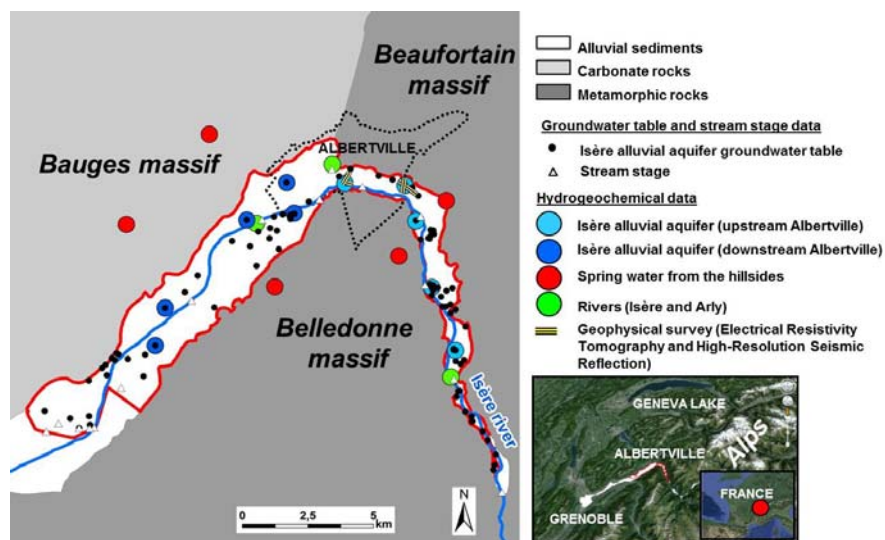 Beaufortain
massif
ALBERTVILLE
Bauges massif
Belledonne
massif
Isère river
0 2,5 5
km
N
Alluvial sediments
Carbonate rocks
Metamorphic rocks
Groundwater table and stream stage data
Isère alluvial aquifer groundwater table
Stream stage
Hydrogeochemical data
Isère alluvial aquifer (upstream Albertville)
Isère alluvial aquifer (downstream Albertville)
Spring water from the hillsides
Rivers (Isère and Arly)
Geophysical survey (Electrical Resistivity
Tomography and High-Resolution Seismic
Reflection)
GENEVA LAKE
ALBERTVILLE
Alps
GRENOBLE
FRANCE